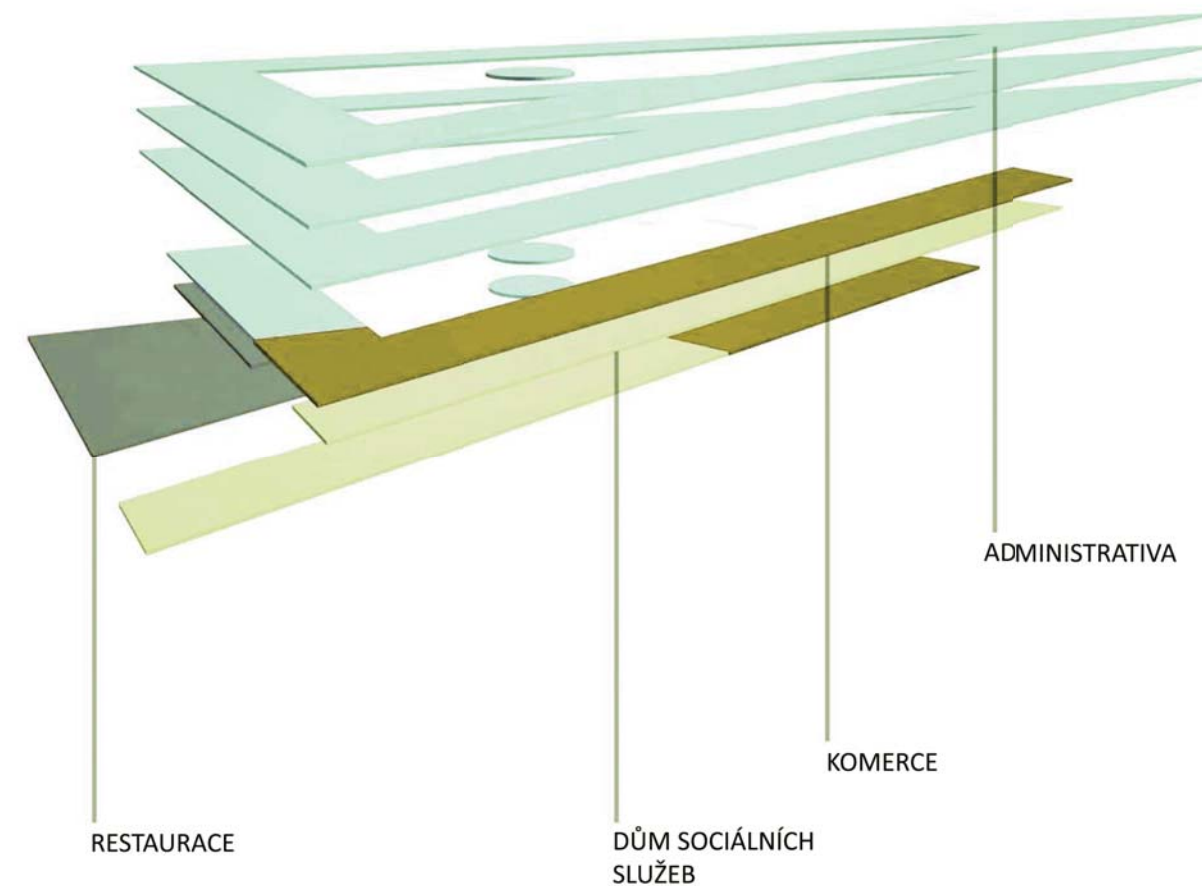 ADMINISTRATIVA
KOMERCE
RESTAURACE
DŮM SOCIÁLNÍCH
SLUŽEB